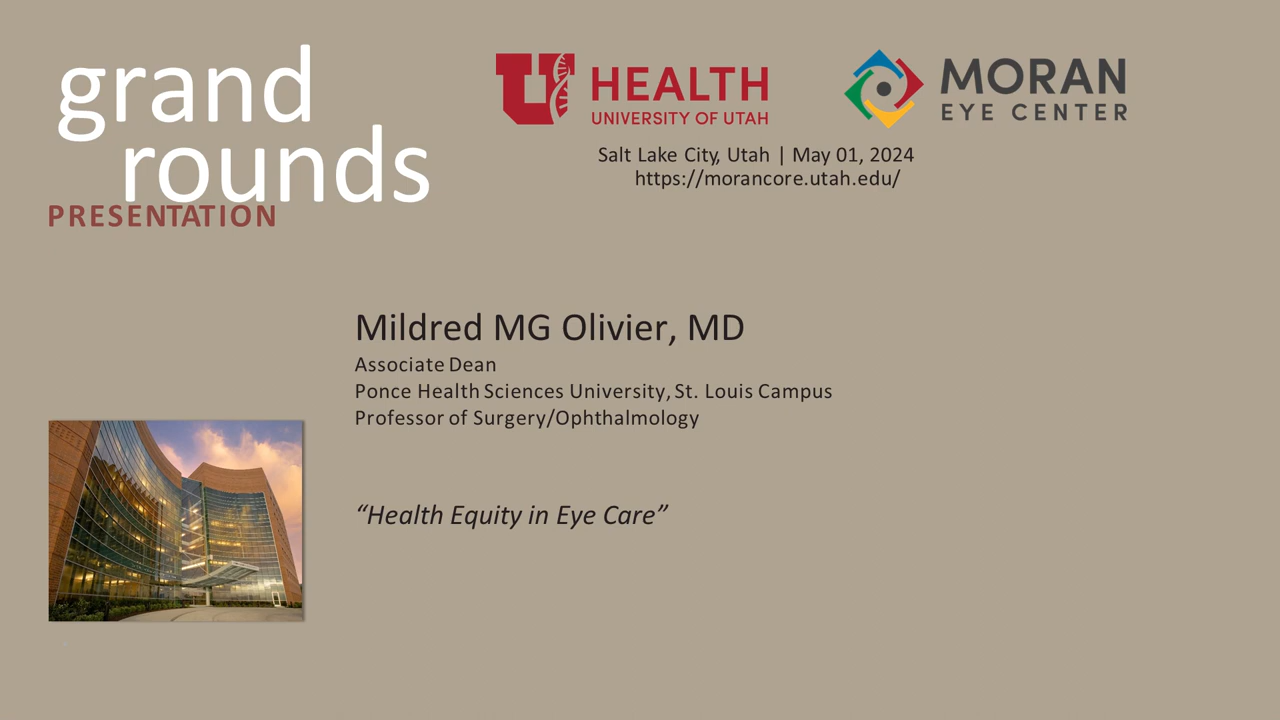 grand
rounds
PRESENTATION
U HEALTH
UNIVERSITY OF UTAH
MORAN
EYE CENTER
Salt Lake City, Utah | May 01, 2024
https://morancore.utah.edu/
Mildred MG Olivier, MD
Associate Dean
Ponce Health Sciences University, St. Louis Campus
Professor of Surgery/Ophthalmology
“Health Equity in Eye Care”